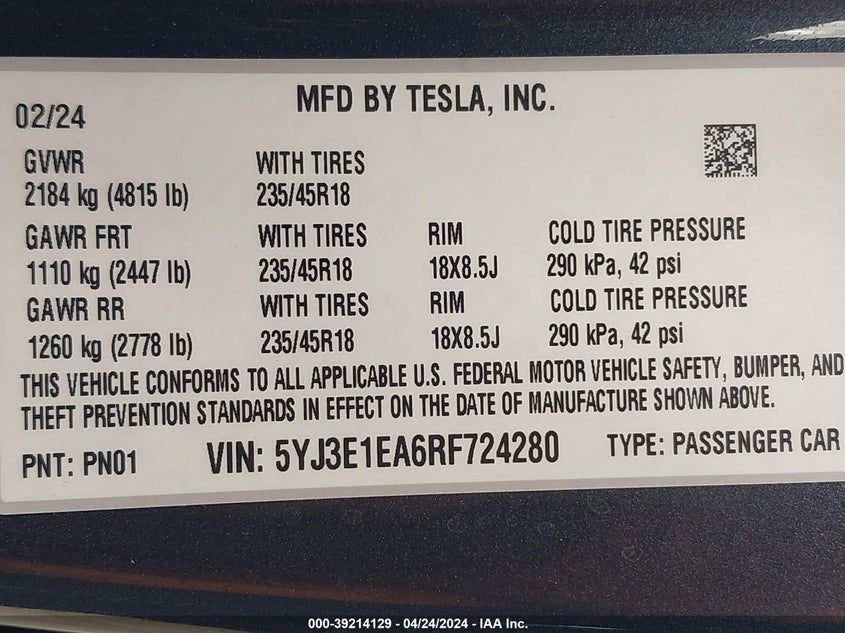 MFD BY TESLA, INC.
02/24
GVWR WITH TIRES
2184 kg (4815 lb) 235/45R18
GAWR FRT WITH TIRES RIM COLD TIRE PRESSURE
1110 kg (2447 lb) 235/45R18 18X8.5J 290 kPa, 42 psi
GAWR RR WITH TIRES RIM COLD TIRE PRESSURE
1260 kg (2778 lb) 235/45R18 18X8.5J 290 kPa, 42 psi
THIS VEHICLE CONFORMS TO ALL APPLICABLE U.S. FEDERAL MOTOR VEHICLE SAFETY, BUMPER, AND
THEFT PREVENTION STANDARDS IN EFFECT ON THE DATE OF MANUFACTURE SHOWN ABOVE.
PNT: PN01 VIN: 5YJ3E1EA6RF724280 TYPE: PASSENGER CAR
000-39214129 - 04/24/2024 - IAA Inc.